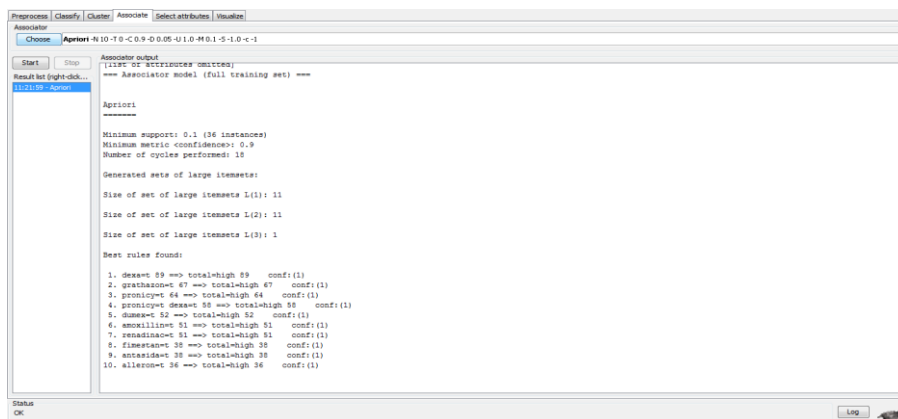 Preprocess Classify Cluster Associate Select attributes Visualize
Associator
Choose Apriori -N 10 -T 0 -C 0.9 -D 0.05 -U 1.0 -M 0.1 -S -1.0 -c -1
Start Stop
Result list (right-click...
11:21:59 - Apriori
Associator output
[list of attributes omitted]
=== Associator model (full training set) ===
Apriori
=======
Minimum support: 0.1 (36 instances)
Minimum metric <confidence>: 0.9
Number of cycles performed: 18
Generated sets of large itemsets:
Size of set of large itemsets L(1): 11
Size of set of large itemsets L(2): 11
Size of set of large itemsets L(3): 1
Best rules found:
1. dexa=t 89 ==> total=high 89 conf:(1)
2. grathazon=t 67 ==> total=high 67 conf:(1)
3. pronicy=t 64 ==> total=high 64 conf:(1)
4. pronicy=t dexa=t 58 ==> total=high 58 conf:(1)
5. dumex=t 52 ==> total=high 52 conf:(1)
6. amoxillin=t 51 ==> total=high 51 conf:(1)
7. renadinac=t 51 ==> total=high 51 conf:(1)
8. fimestan=t 38 ==> total=high 38 conf:(1)
9. antasida=t 38 ==> total=high 38 conf:(1)
10. alleron=t 36 ==> total=high 36 conf:(1)
Status
OK
Log